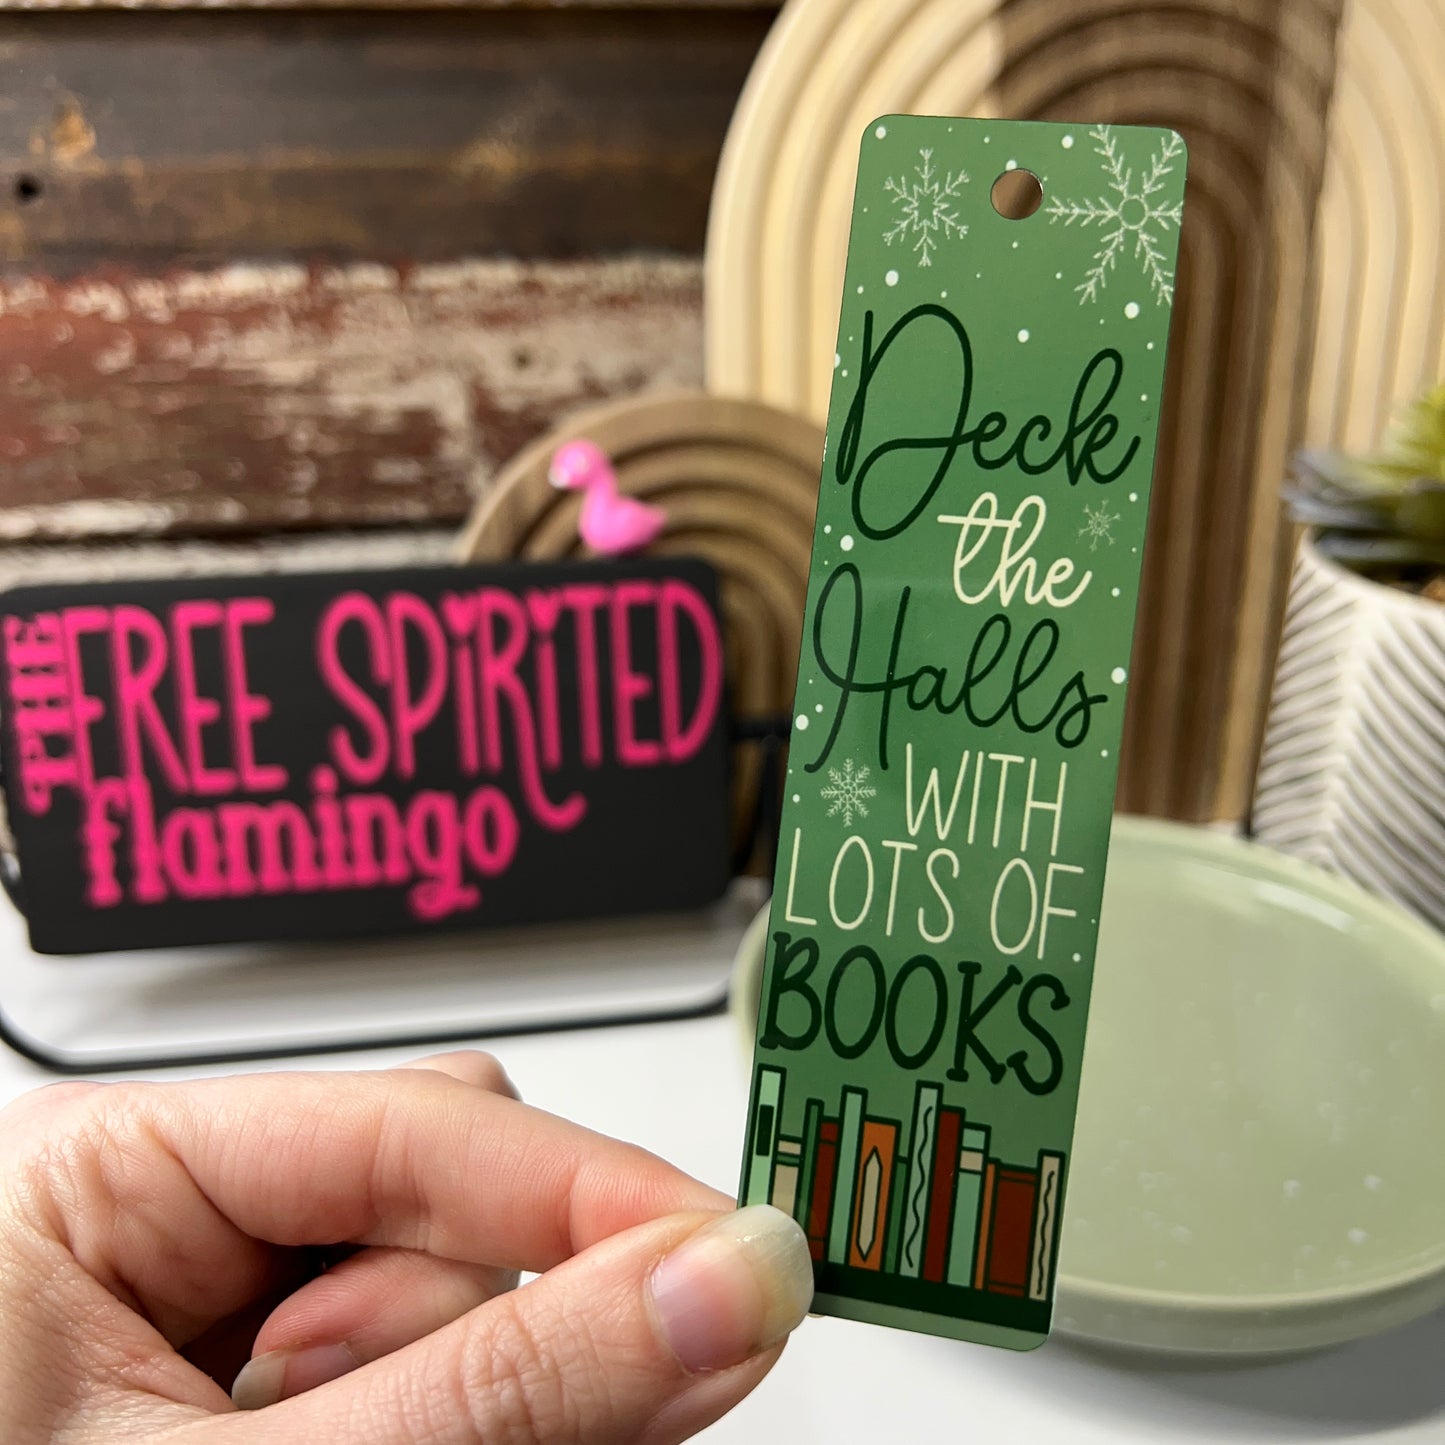 THE
FREE SPIRITED
flamingo
Deck
the
Halls
WITH
LOTS OF
BOOKS